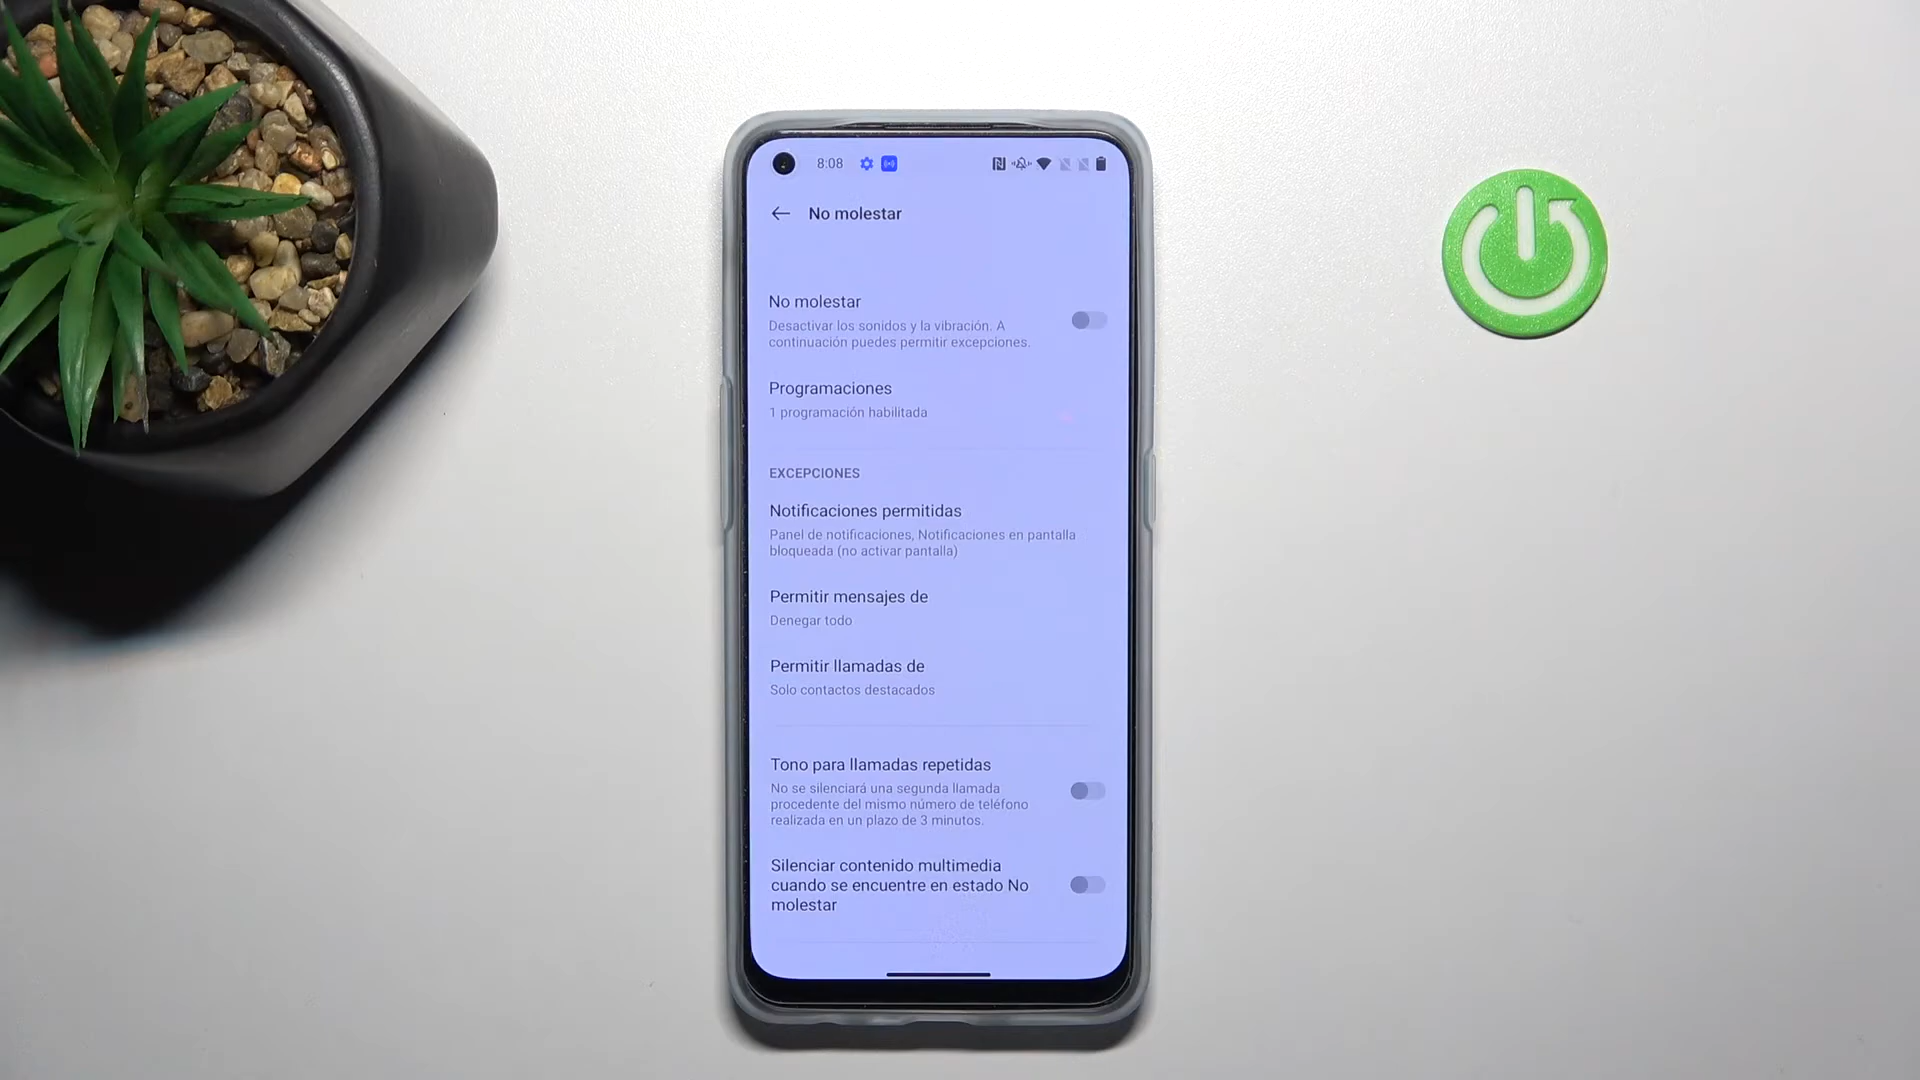 8:08
No molestar
No molestar
Desactivar los sonidos y la vibración. A
continuación puedes permitir excepciones.
Programaciones
1 programación habilitada
EXCEPCIONES
Notificaciones permitidas
Panel de notificaciones, Notificaciones en pantalla
bloqueada (no activar pantalla)
Permitir mensajes de
Denegar todo
Permitir llamadas de
Solo contactos destacados
Tono para llamadas repetidas
No se silenciará una segunda llamada
procedente del mismo número de teléfono
realizada en un plazo de 3 minutos.
Silenciar contenido multimedia
cuando se encuentre en estado No
molestar